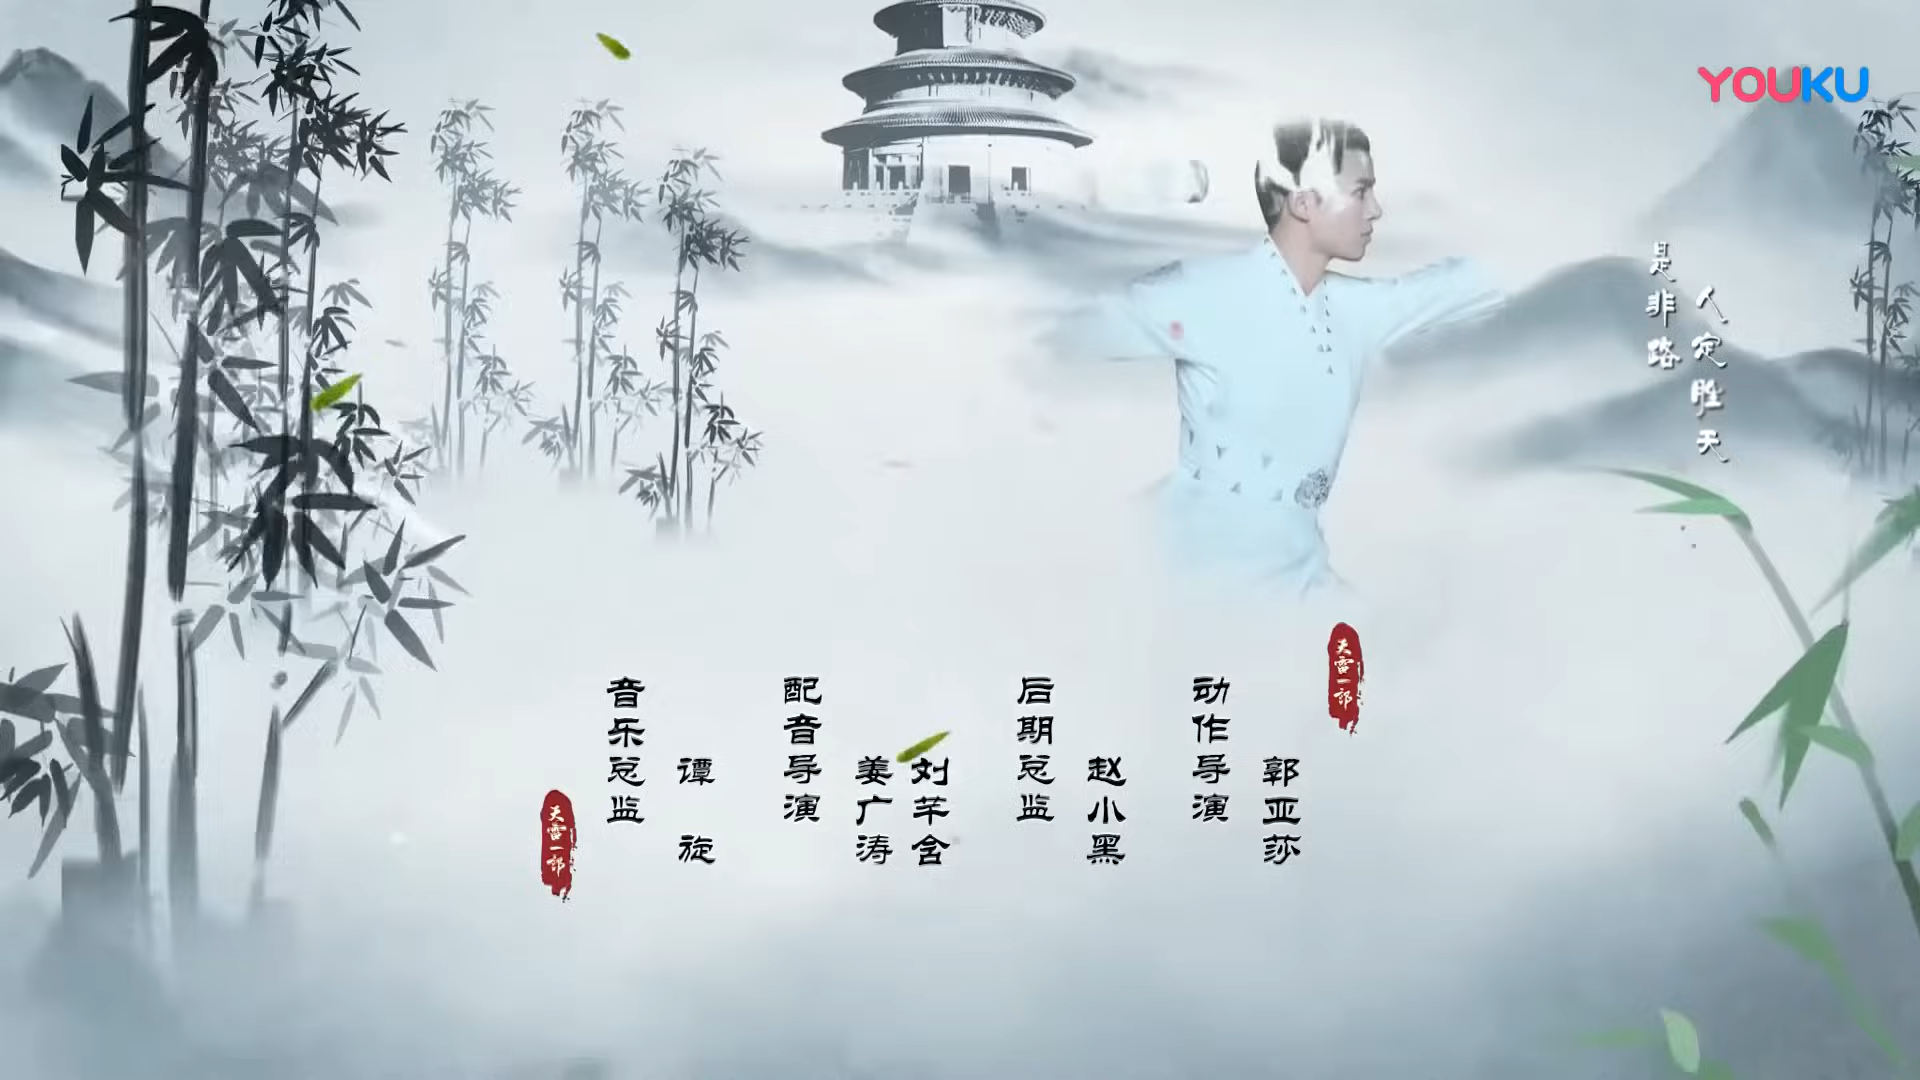 YOUKU
人定胜天
是非路
天雷一部
动作导演
郭亚莎
后期总监
赵小黑
配音导演
刘芊含
姜广涛
音乐总监
谭旋
天雷一部